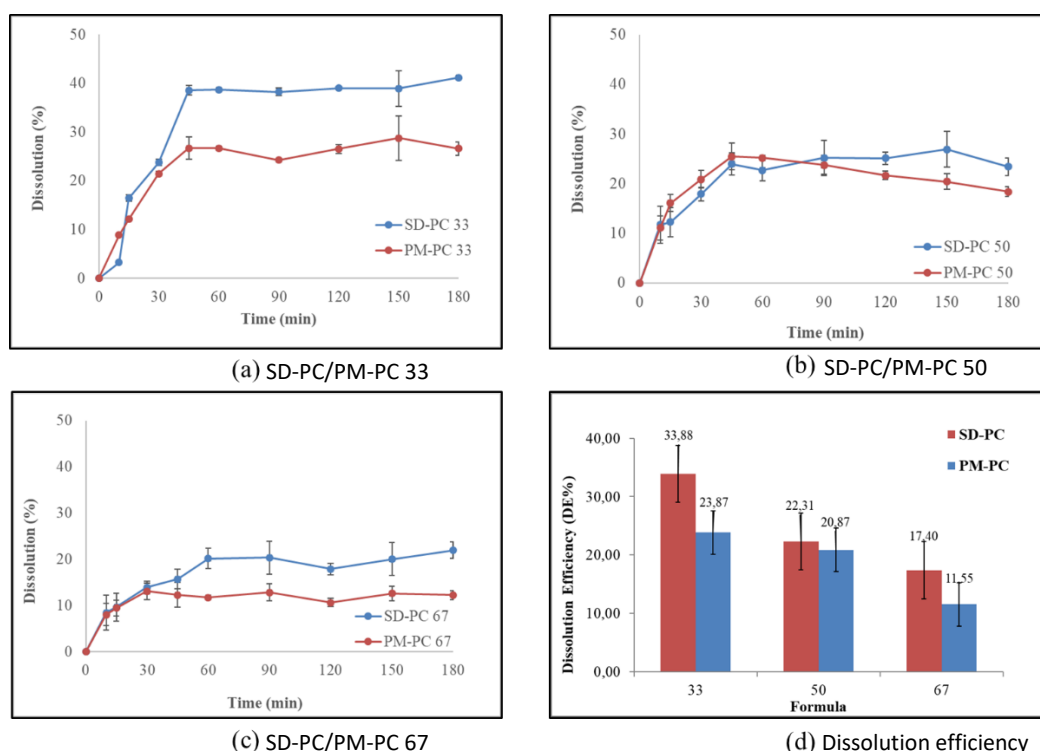 50
40
30
20
10
0
Dissolution (%)
0 30 60 90 120 150 180
Time (min)
SD-PC 33
PM-PC 33
(a) SD-PC/PM-PC 33
50
40
30
20
10
0
Dissolution (%)
0 30 60 90 120 150 180
Time (min)
SD-PC 50
PM-PC 50
(b) SD-PC/PM-PC 50
50
40
30
20
10
0
Dissolution (%)
0 30 60 90 120 150 180
Time (min)
SD-PC 67
PM-PC 67
(c) SD-PC/PM-PC 67
40,00
30,00
20,00
10,00
0,00
Dissolution Efficiency (DE%)
33,88
23,87
22,31
20,87
17,40
11,55
SD-PC
PM-PC
33 50 67
Formula
(d) Dissolution efficiency